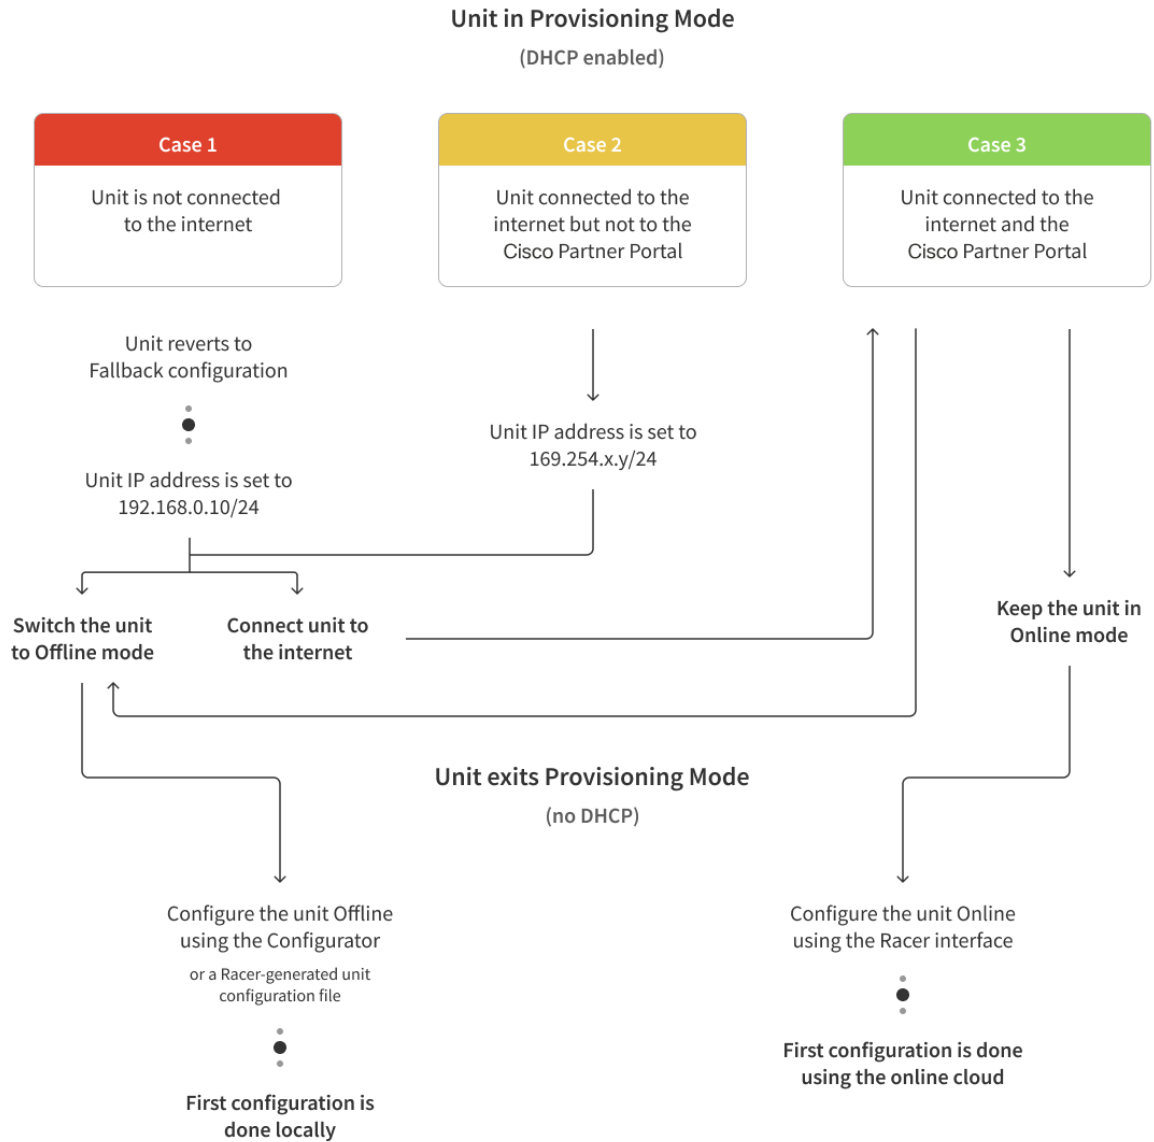 Unit in Provisioning Mode
(DHCP enabled)
Case 1
Unit is not connected
to the internet
Case 2
Unit connected to the
internet but not to the
Cisco Partner Portal
Case 3
Unit connected to the
internet and the
Cisco Partner Portal
Unit reverts to
Fallback configuration
Unit IP address is set to
192.168.0.10/24
Unit IP address is set to
169.254.x.y/24
Switch the unit
to Offline mode
Connect unit to
the internet
Keep the unit in
Online mode
Unit exits Provisioning Mode
(no DHCP)
Configure the unit Offline
using the Configurator
or a Racer-generated unit
configuration file
First configuration is
done locally
Configure the unit Online
using the Racer interface
First configuration is done
using the online cloud